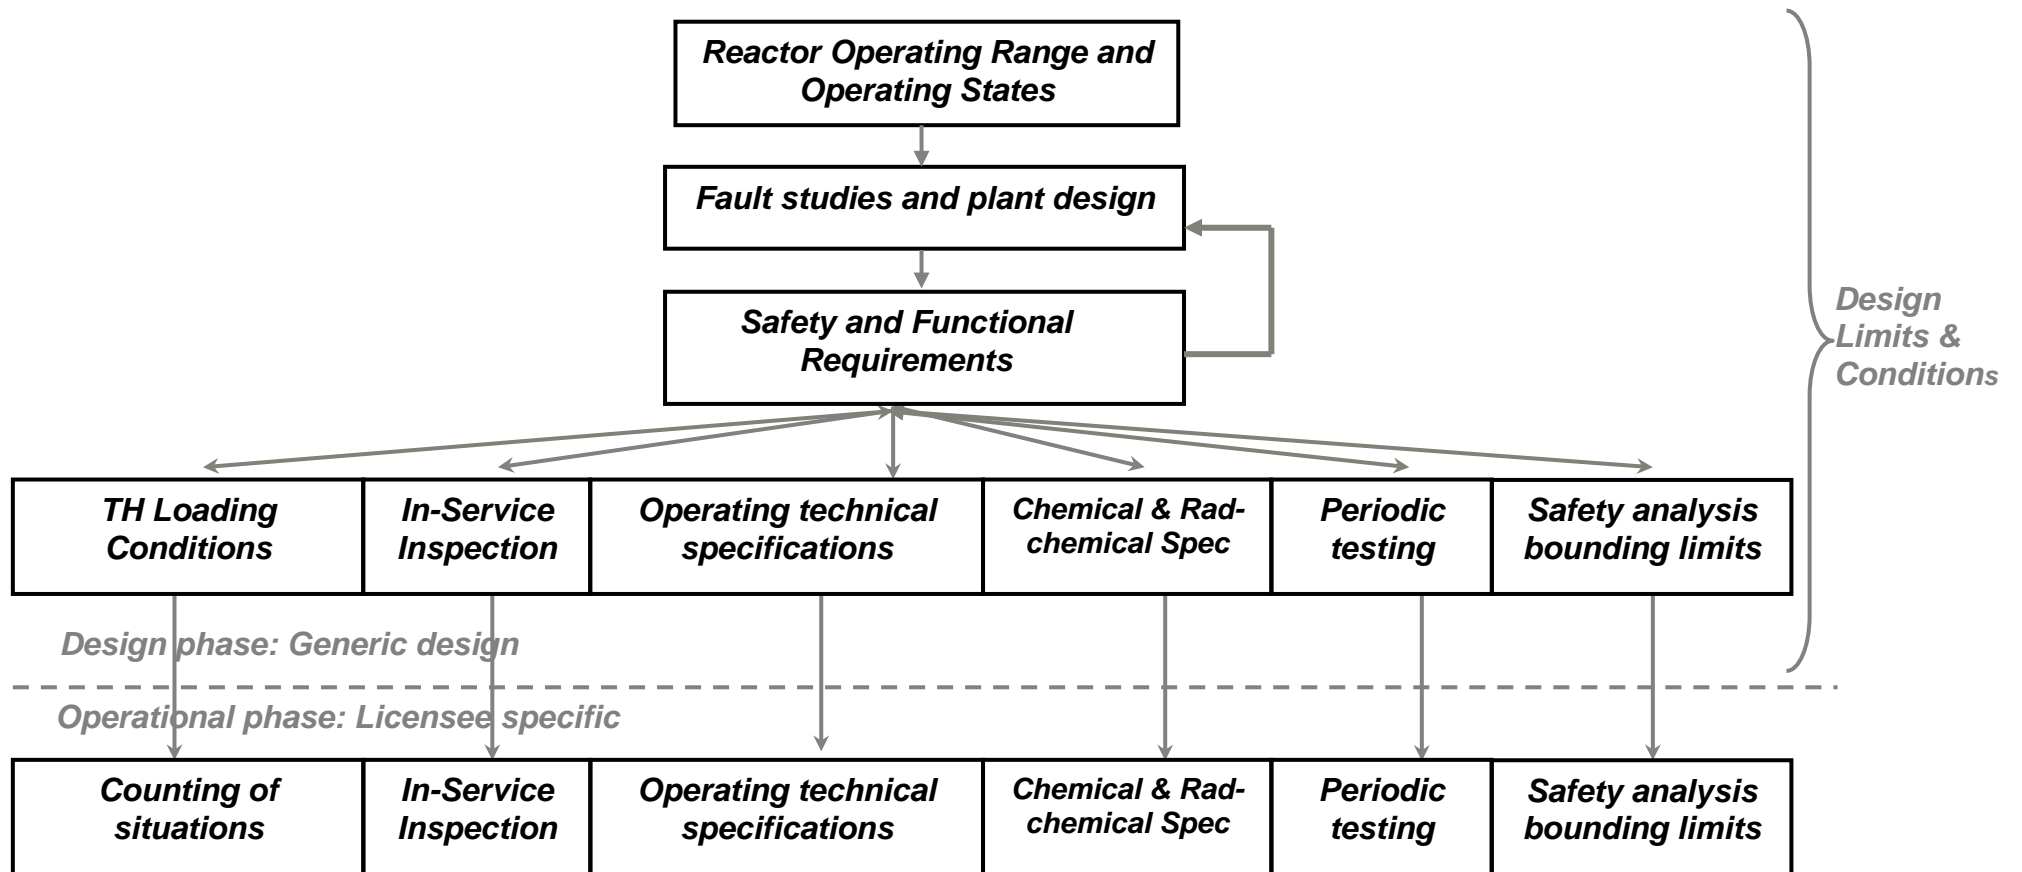 Reactor Operating Range and
Operating States
Fault studies and plant design
Safety and Functional
Requirements
Design
Limits &
Conditions
TH Loading
Conditions
In-Service
Inspection
Operating technical
specifications
Chemical & Rad-
chemical Spec
Periodic
testing
Safety analysis
bounding limits
Design phase: Generic design
Operational phase: Licensee specific
Counting of
situations
In-Service
Inspection
Operating technical
specifications
Chemical & Rad-
chemical Spec
Periodic
testing
Safety analysis
bounding limits